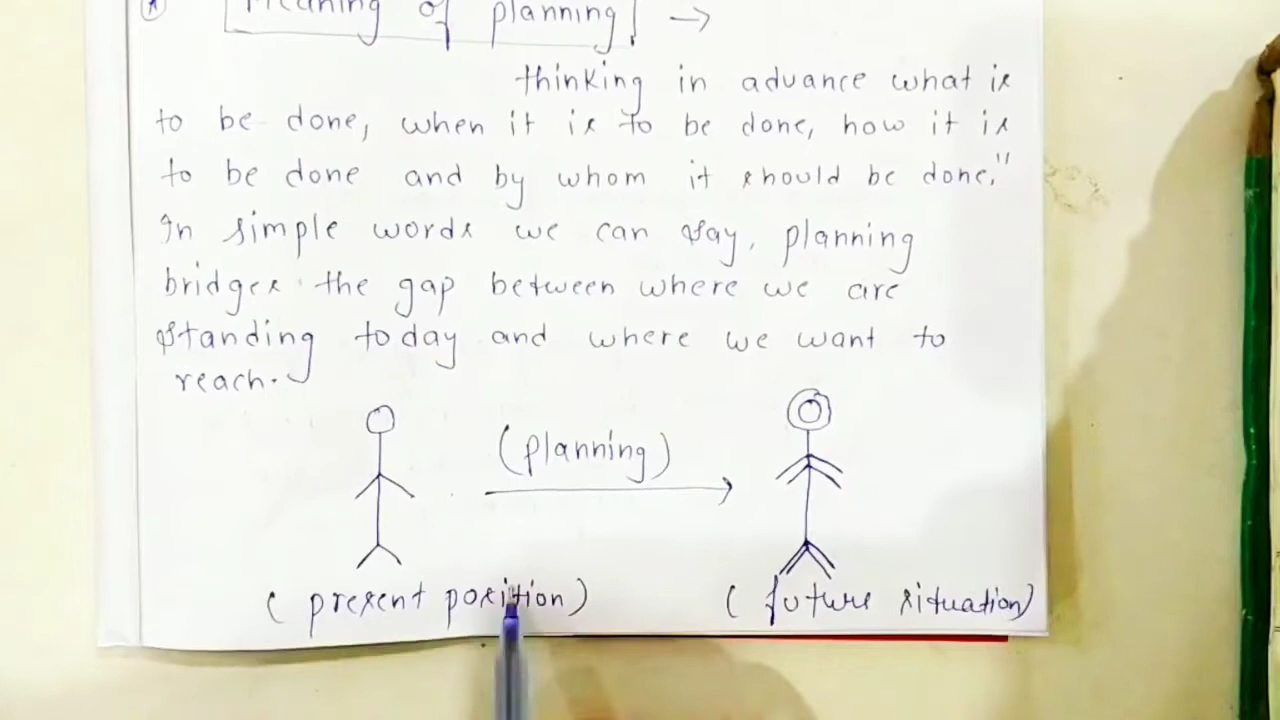 Meaning of planning →
thinking in advance what is
to be done, when it is to be done, how it is
to be done and by whom it should be done."
In simple words we can say, planning
bridges the gap between where we are
standing today and where we want to
reach.
(planning)
(present position) (future situation)